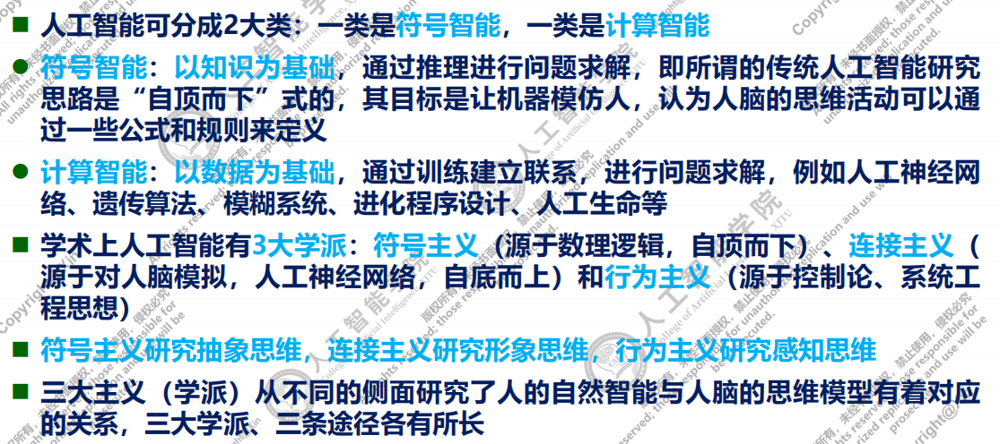 ■ 人工智能可分成2大类：一类是符号智能，一类是计算智能
● 符号智能：以知识为基础，通过推理进行问题求解，即所谓的传统人工智能研究
思路是“自顶而下”式的，其目标是让机器模仿人，认为人脑的思维活动可以通
过一些公式和规则来定义
● 计算智能：以数据为基础，通过训练建立联系，进行问题求解，例如人工神经网
络、遗传算法、模糊系统、进化程序设计、人工生命等
■ 学术上人工智能有3大学派：符号主义（源于数理逻辑，自顶而下）、连接主义（
源于对人脑模拟，人工神经网络，自底而上）和行为主义（源于控制论、系统工
程思想）
■ 符号主义研究抽象思维，连接主义研究形象思维，行为主义研究感知思维
■ 三大主义（学派）从不同的侧面研究了人的自然智能与人脑的思维模型有着对应
的关系，三大学派、三条途径各有所长